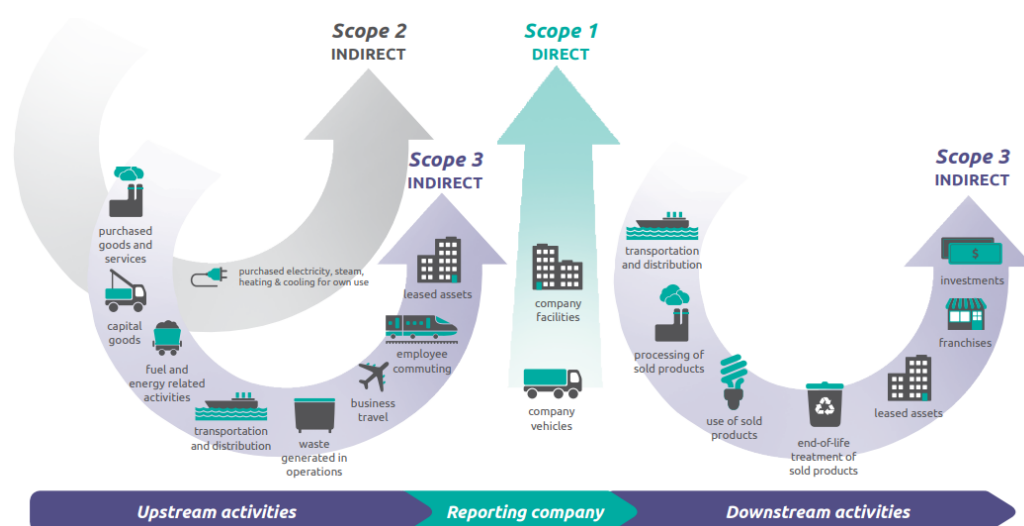 Scope 2
INDIRECT
Scope 1
DIRECT
Scope 3
INDIRECT
Scope 3
INDIRECT
purchased
goods and
services
capital
goods
fuel and
energy related
activities
transportation
and distribution
waste
generated in
operations
business
travel
employee
commuting
leased assets
purchased electricity, steam,
heating & cooling for own use
company
facilities
company
vehicles
transportation
and distribution
processing of
sold products
use of sold
products
end-of-life
treatment of
sold products
leased assets
franchises
$
investments
Upstream activities
Reporting company
Downstream activities